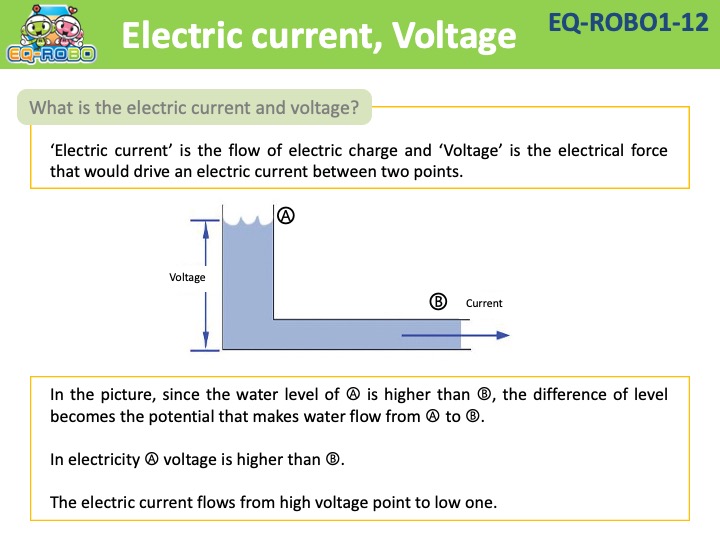 EQ-ROBO
Electric current, Voltage
EQ-ROBO1-12
What is the electric current and voltage?
‘Electric current’ is the flow of electric charge and ‘Voltage’ is the electrical force
that would drive an electric current between two points.
Ⓐ
Voltage
Ⓑ Current
In the picture, since the water level of Ⓐ is higher than Ⓑ, the difference of level
becomes the potential that makes water flow from Ⓐ to Ⓑ.
In electricity Ⓐ voltage is higher than Ⓑ.
The electric current flows from high voltage point to low one.